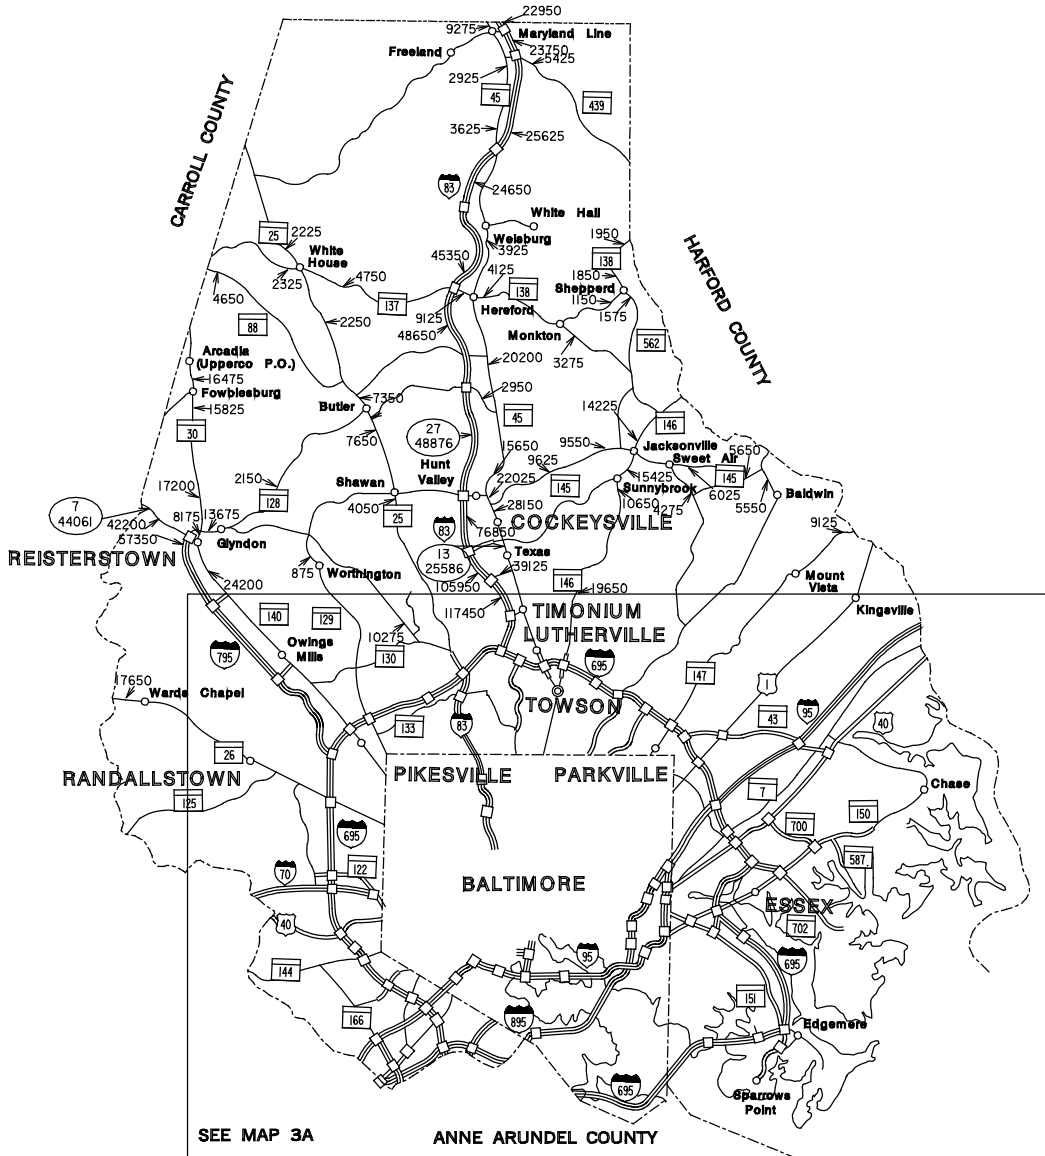 22950
9275
Maryland Line
23750
Freeland
5425
2925
45
439
3625
25625
CARROLL COUNTY
83
24650
White Hall
25
2225
1950
Weisburg
3925
White
House
45350
138
HARFORD COUNTY
4750
4125
1850
2325
138
Shepperd
4650
137
9125
Hereford
1150
1575
88
2250
48650
Monkton
562
Arcadia
(Upperco P.O.)
20200
3275
16475
Fowblesburg
2950
15825
Butler
7350
14225
45
146
30
7650
27
48876
15650
9550
Jacksonville
5650
Hunt
Valley
9625
Sweet Air
17200
2150
Shawan
22025
15425
145
145
Sunnybrook
6025
Baldwin
7
44061
128
4050
28150
10650
4275
5550
42200
8175
13675
25
83
76850
COCKEYSVILLE
9125
57350
Glyndon
REISTERSTOWN
13
25586
Texas
39125
875
Worthington
105950
Mount
Vista
24200
146
19650
117450
Kingsville
140
129
TIMONIUM
10275
LUTHERVILLE
Owings
Mills
795
130
695
17650
147
1
Wards Chapel
TOWSON
95
133
83
43
40
26
RANDALLSTOWN
PIKESVILLE
PARKVILLE
Chase
125
7
150
700
695
587
70
122
BALTIMORE
ESSEX
40
702
95
695
144
151
166
895
Edgemere
695
Sparrows
Point
SEE MAP 3A
ANNE ARUNDEL COUNTY